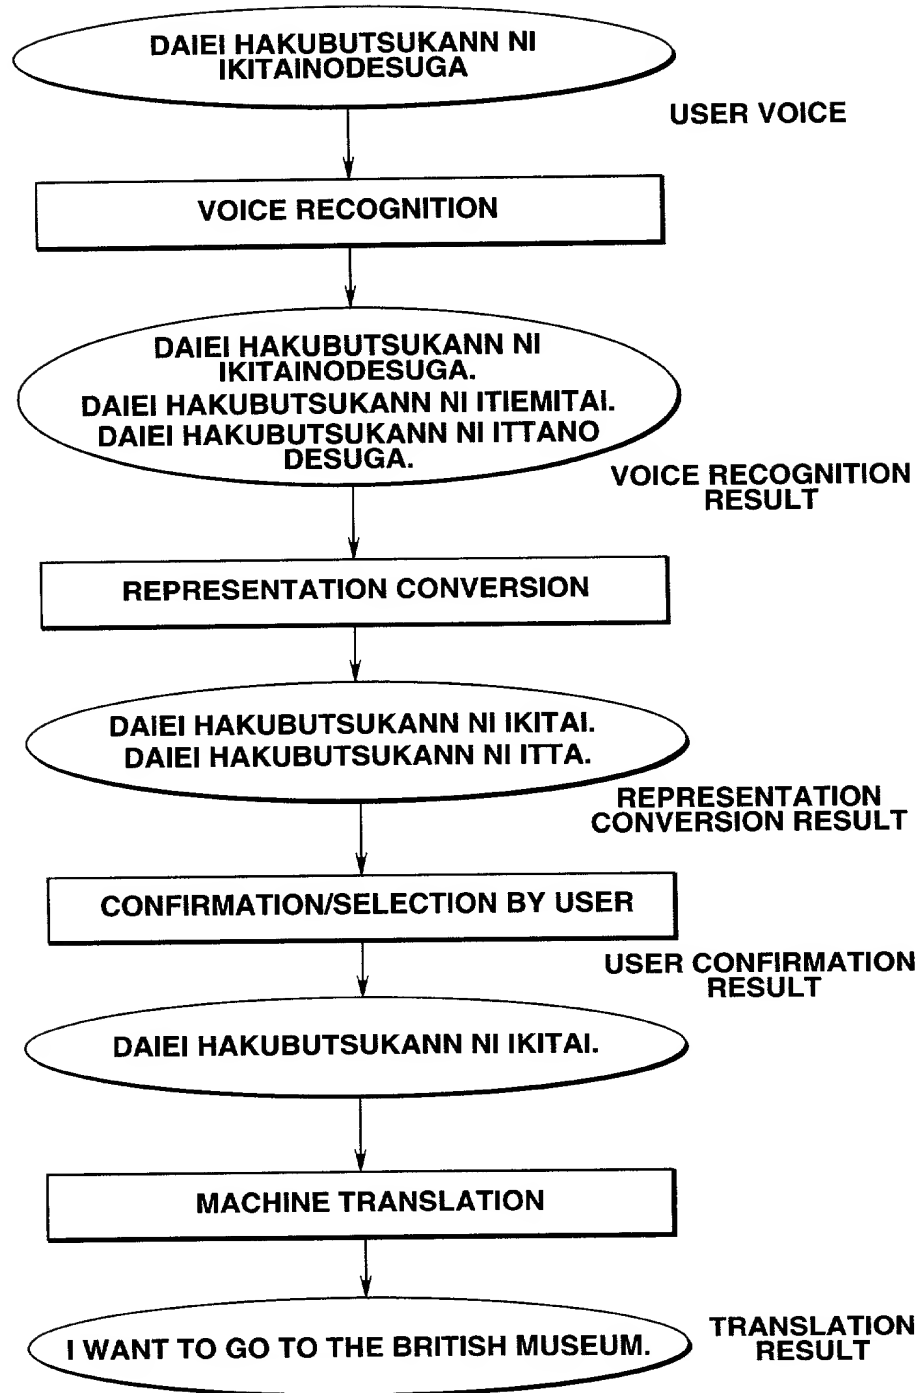 DAIEI HAKUBUTSUKANN NI
IKITAINODESUGA
USER VOICE
VOICE RECOGNITION
DAIEI HAKUBUTSUKANN NI
IKITAINODESUGA.
DAIEI HAKUBUTSUKANN NI ITIEMITAI.
DAIEI HAKUBUTSUKANN NI ITTANO
DESUGA.
VOICE RECOGNITION
RESULT
REPRESENTATION CONVERSION
DAIEI HAKUBUTSUKANN NI IKITAI.
DAIEI HAKUBUTSUKANN NI ITTA.
REPRESENTATION
CONVERSION RESULT
CONFIRMATION/SELECTION BY USER
USER CONFIRMATION
RESULT
DAIEI HAKUBUTSUKANN NI IKITAI.
MACHINE TRANSLATION
I WANT TO GO TO THE BRITISH MUSEUM.
TRANSLATION
RESULT